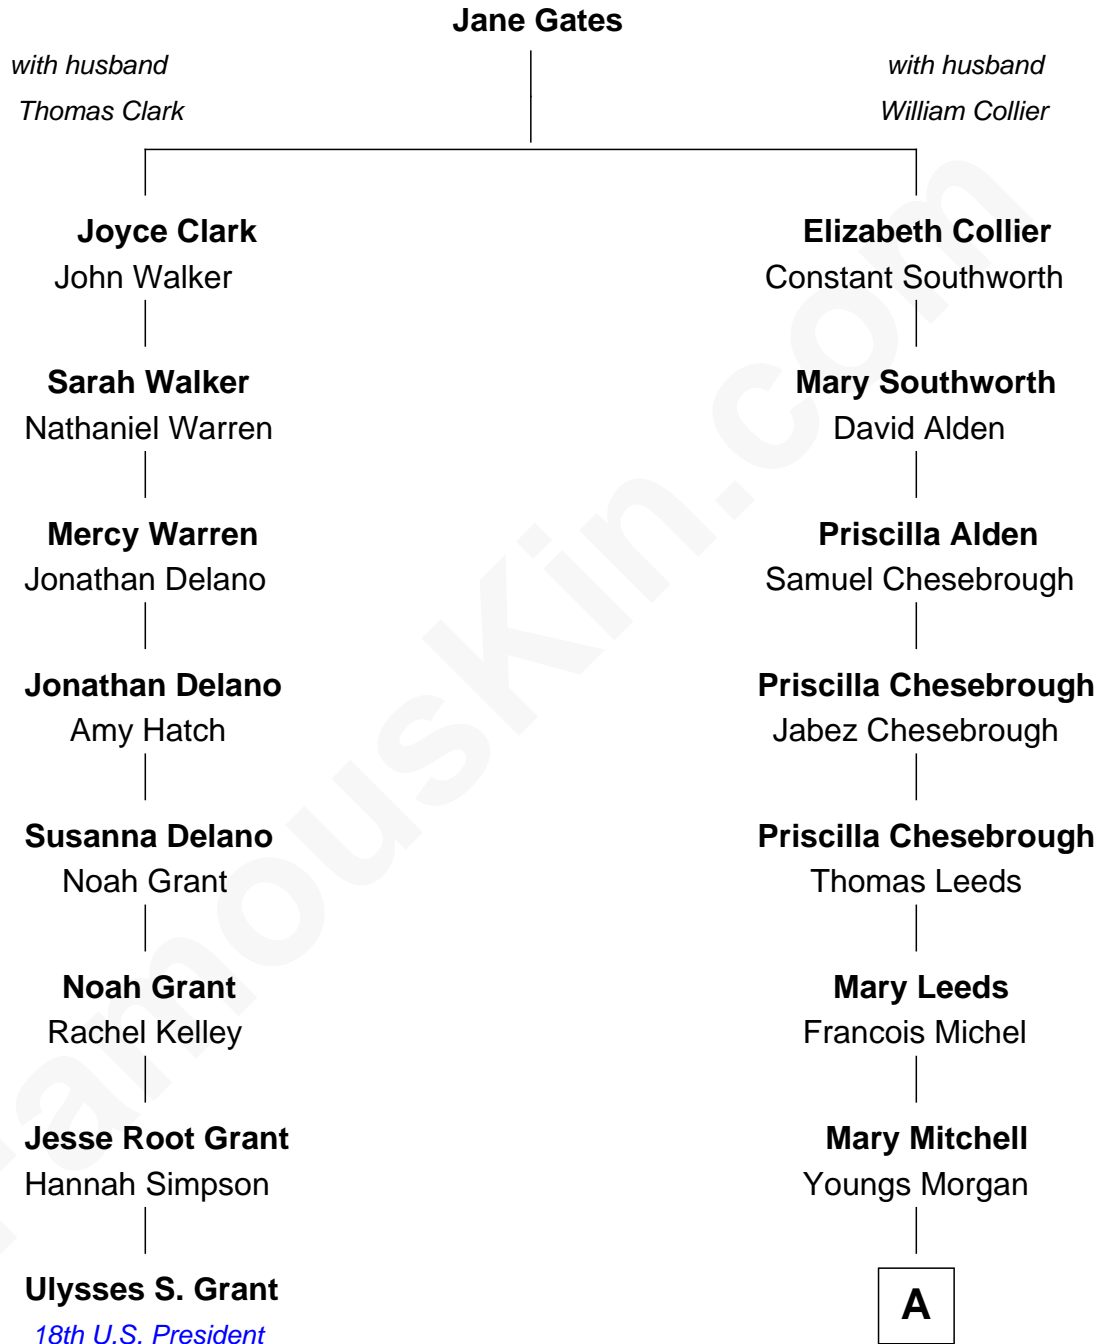 Jane Gates
with husband
Thomas Clark
with husband
William Collier
Joyce Clark
John Walker
Elizabeth Collier
Constant Southworth
Sarah Walker
Nathaniel Warren
Mary Southworth
David Alden
Mercy Warren
Jonathan Delano
Priscilla Alden
Samuel Chesebrough
Jonathan Delano
Amy Hatch
Priscilla Chesebrough
Jabez Chesebrough
Susanna Delano
Noah Grant
Priscilla Chesebrough
Thomas Leeds
Noah Grant
Rachel Kelley
Mary Leeds
Francois Michel
Jesse Root Grant
Hannah Simpson
Mary Mitchell
Youngs Morgan
Ulysses S. Grant
18th U.S. President
A
FamousKin.com